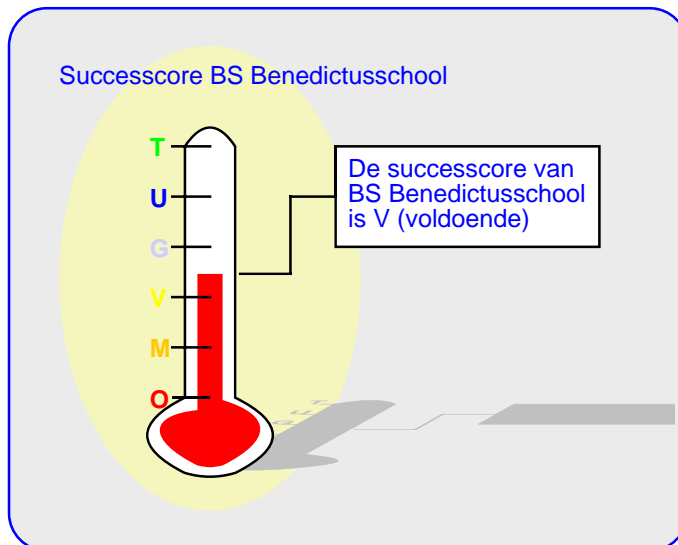 Successcore BS Benedictusschool
T
U
G
V
M
O
De successcore van
BS Benedictusschool
is V (voldoende)